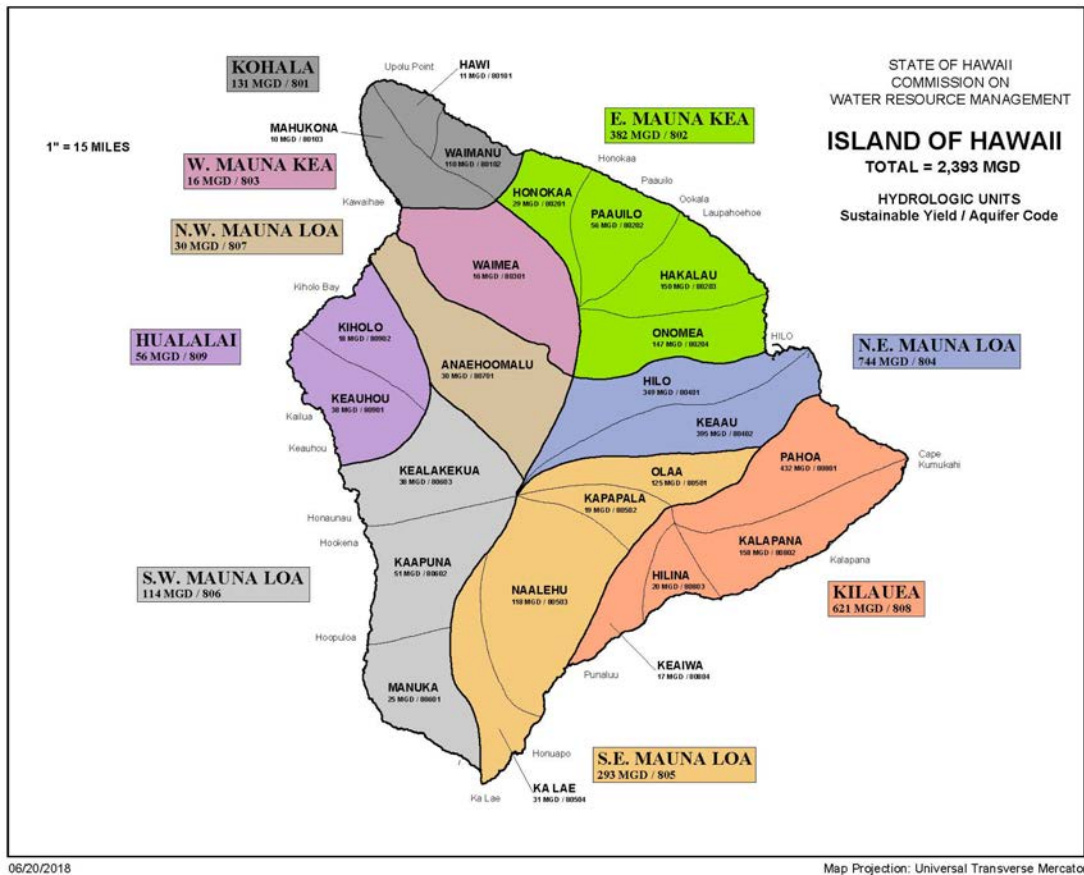 STATE OF HAWAII
COMMISSION ON
WATER RESOURCE MANAGEMENT
ISLAND OF HAWAII
TOTAL = 2,393 MGD
HYDROLOGIC UNITS
Sustainable Yield / Aquifer Code
1" = 15 MILES
KOHALA
131 MGD / 801
Upolu Point
HAWI
11 MGD / 80101
MAHUKONA
10 MGD / 80103
WAIMANU
110 MGD / 80102
E. MAUNA KEA
382 MGD / 802
Honokaa
Paauilo
Ookala
Laupahoehoe
W. MAUNA KEA
16 MGD / 803
Kawaihae
HONOKAA
29 MGD / 80201
PAAUILO
56 MGD / 80202
N.W. MAUNA LOA
30 MGD / 807
WAIMEA
16 MGD / 80301
HAKALAU
150 MGD / 80203
Kiholo Bay
HUALALAI
56 MGD / 809
KIHOLO
18 MGD / 80902
ONOMEA
147 MGD / 80204
HILO
N.E. MAUNA LOA
744 MGD / 804
ANAEHOOMALU
30 MGD / 80701
HILO
349 MGD / 80401
KEAUHOU
38 MGD / 80901
Kailua
KEAAU
395 MGD / 80402
Keauhou
KEALAKEKUA
38 MGD / 80603
OLAA
125 MGD / 80501
PAHOA
432 MGD / 80801
Cape
Kumukahi
KAPAPALA
19 MGD / 80502
Honaunau
Hookena
KALAPANA
158 MGD / 80802
Kalapana
S.W. MAUNA LOA
114 MGD / 806
KAAPUNA
51 MGD / 80602
NAALEHU
118 MGD / 80503
HILINA
20 MGD / 80803
KILAUEA
627 MGD / 808
Hoopuloa
KEAIWA
17 MGD / 80804
Punaluu
MANUKA
25 MGD / 80601
Honuapo
S.E. MAUNA LOA
293 MGD / 805
KA LAE
31 MGD / 80504
Ka Lae
06/20/2018
Map Projection: Universal Transverse Mercato